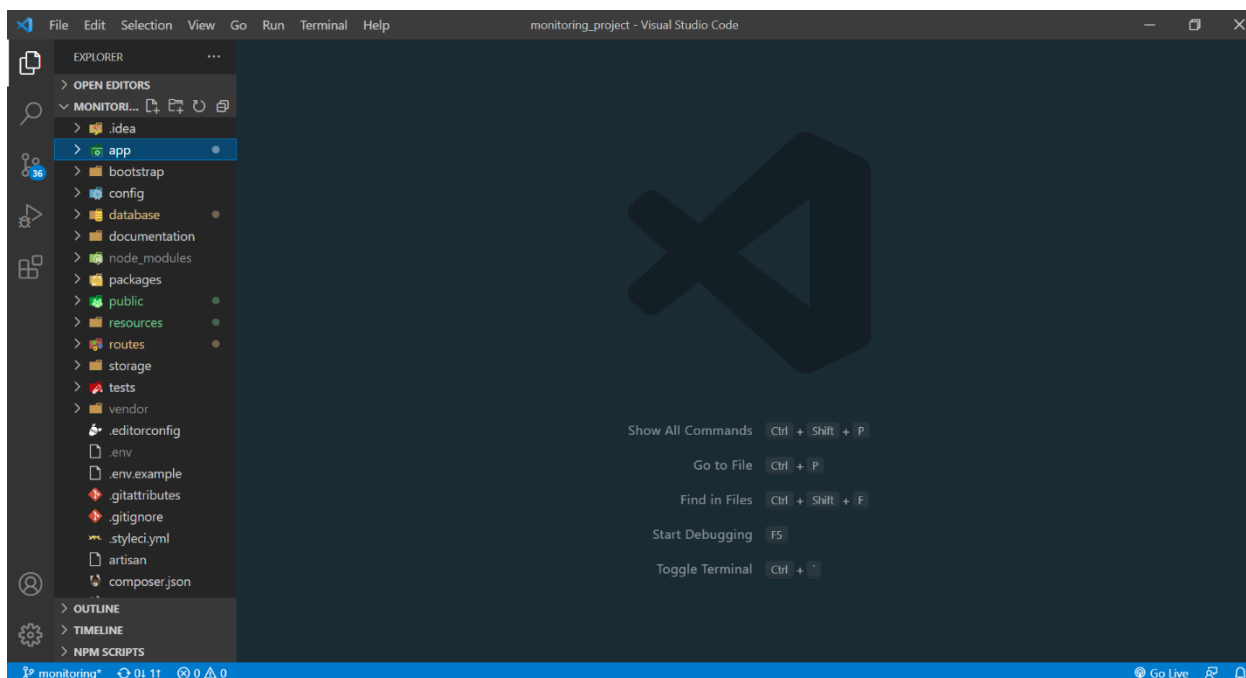 File Edit Selection View Go Run Terminal Help monitoring_project - Visual Studio Code
EXPLORER
OPEN EDITORS
MONITORI...
.idea
app
bootstrap
config
database
documentation
node_modules
packages
public
resources
routes
storage
tests
vendor
.editorconfig
.env
.env.example
.gitattributes
.gitignore
.styleci.yml
artisan
composer.json
OUTLINE
TIMELINE
NPM SCRIPTS
36
Show All Commands Ctrl + Shift + P
Go to File Ctrl + P
Find in Files Ctrl + Shift + F
Start Debugging F5
Toggle Terminal Ctrl + `
monitoring* 0↓ 1↑ 0 0 Go Live